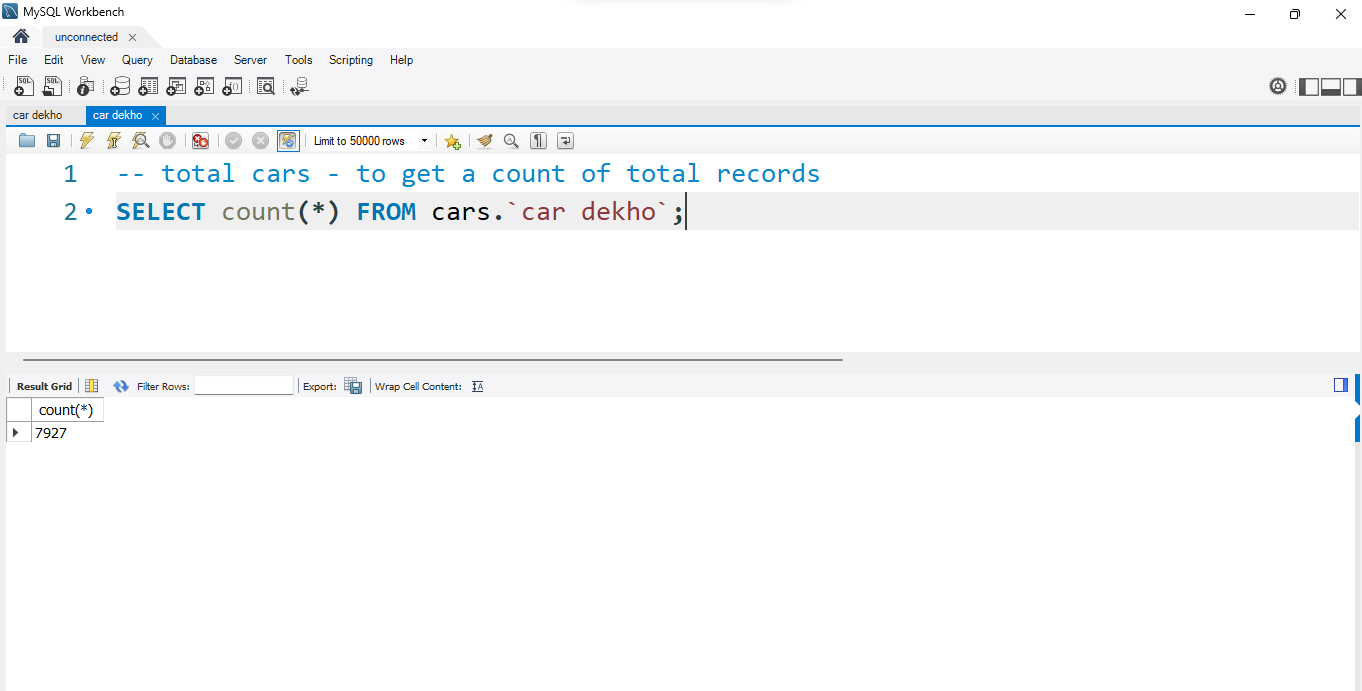 MySQL Workbench
unconnected
File Edit View Query Database Server Tools Scripting Help
car dekho car dekho
Limit to 50000 rows
1 -- total cars - to get a count of total records
2 SELECT count(*) FROM cars.`car dekho`;
Result Grid Filter Rows: Export: Wrap Cell Content:
count(*)
7927